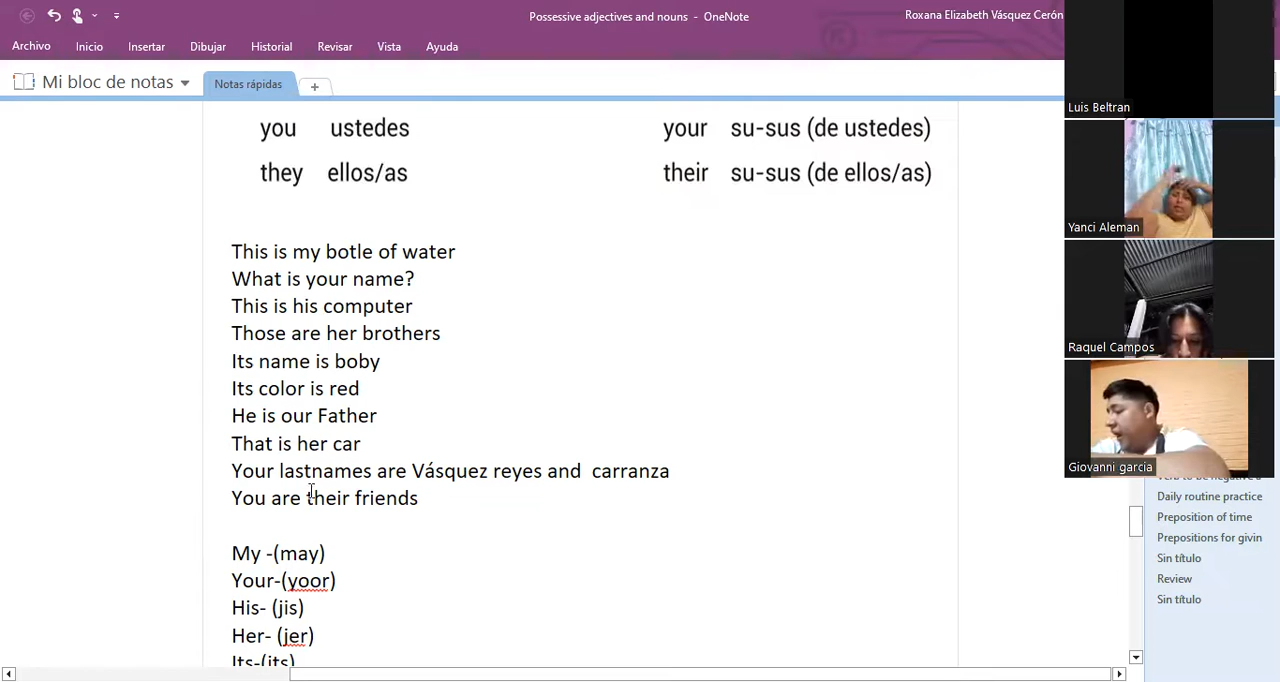 Possessive adjectives and nouns - OneNote
Roxana Elizabeth Vásquez Cerón
Archivo Inicio Insertar Dibujar Historial Revisar Vista Ayuda
Mi bloc de notas
Notas rápidas
you ustedes your su-sus (de ustedes)
they ellos/as their su-sus (de ellos/as)
This is my botle of water
What is your name?
This is his computer
Those are her brothers
Its name is boby
Its color is red
He is our Father
That is her car
Your lastnames are Vásquez reyes and carranza
You are their friends
My -(may)
Your-(yoor)
His- (jis)
Her- (jer)
Its-(its)
Luis Beltran
Yanci Aleman
Raquel Campos
Giovanni garcia
Daily routine practice
Preposition of time
Prepositions for givin
Sin título
Review
Sin título